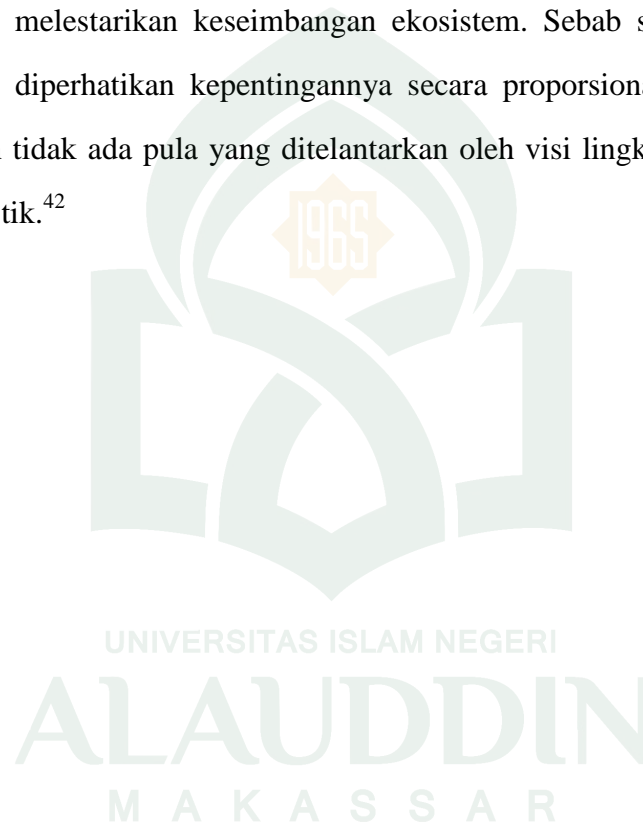 melestarikan keseimbangan ekosistem. Sebab s
diperhatikan kepentingannya secara proporsiona
tidak ada pula yang ditelantarkan oleh visi lingk
tik.42
1965
UNIVERSITAS ISLAM NEGERI
ALAUDDIN
MAKASSAR